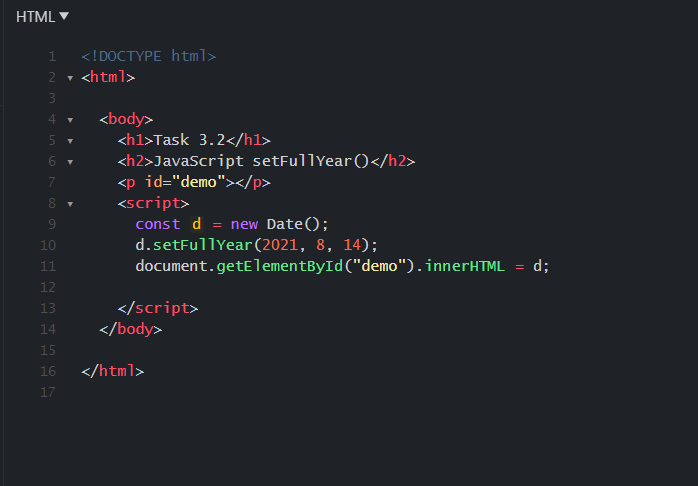 HTML ▼
1 <!DOCTYPE html>
2 ▾ <html>
3
4 ▾ <body>
5 ▾ <h1>Task 3.2</h1>
6 ▾ <h2>JavaScript setFullYear()</h2>
7 <p id="demo"></p>
8 ▾ <script>
9 const d = new Date();
10 d.setFullYear(2021, 8, 14);
11 document.getElementById("demo").innerHTML = d;
12
13 </script>
14 </body>
15
16 </html>
17